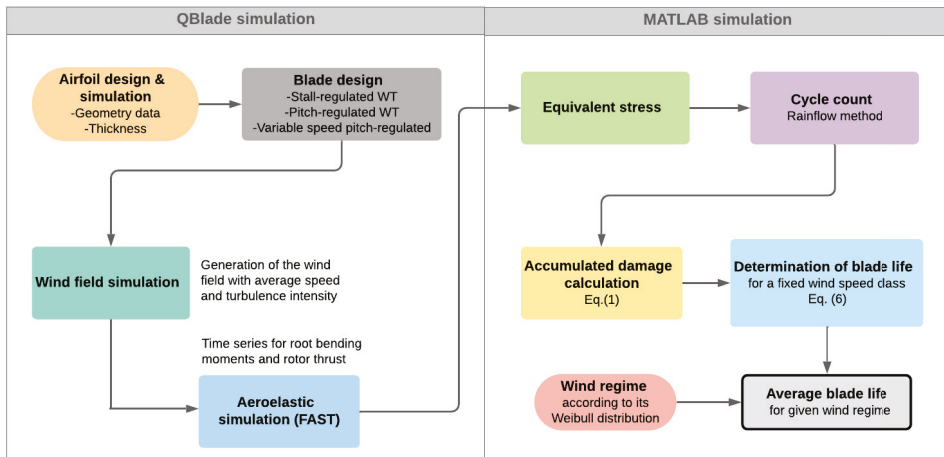 QBlade simulation
Airfoil design &
simulation
-Geometry data
-Thickness
Blade design
-Stall-regulated WT
-Pitch-regulated WT
-Variable speed pitch-regulated
Wind field simulation
Generation of the wind
field with average speed
and turbulence intensity
Time series for root bending
moments and rotor thrust
Aeroelastic
simulation (FAST)
MATLAB simulation
Equivalent stress
Cycle count
Rainflow method
Accumulated damage
calculation
Eq.(1)
Determination of blade life
for a fixed wind speed class
Eq. (6)
Wind regime
according to its
Weibull distribution
Average blade life
for given wind regime